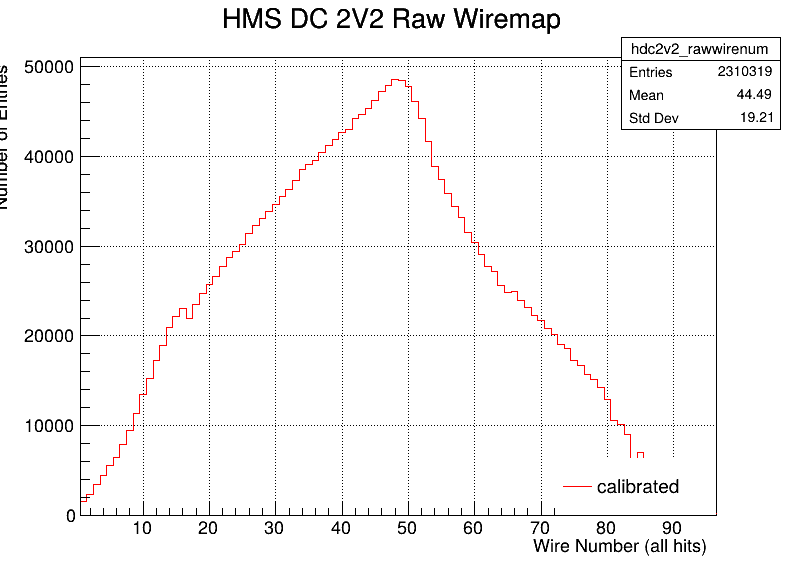 HMS DC 2V2 Raw Wiremap
hdc2v2_rawwirenum
Entries 2310319
Mean 44.49
Std Dev 19.21
Number of Entries
50000
40000
30000
20000
10000
0
calibrated
10 20 30 40 50 60 70 80 90
Wire Number (all hits)